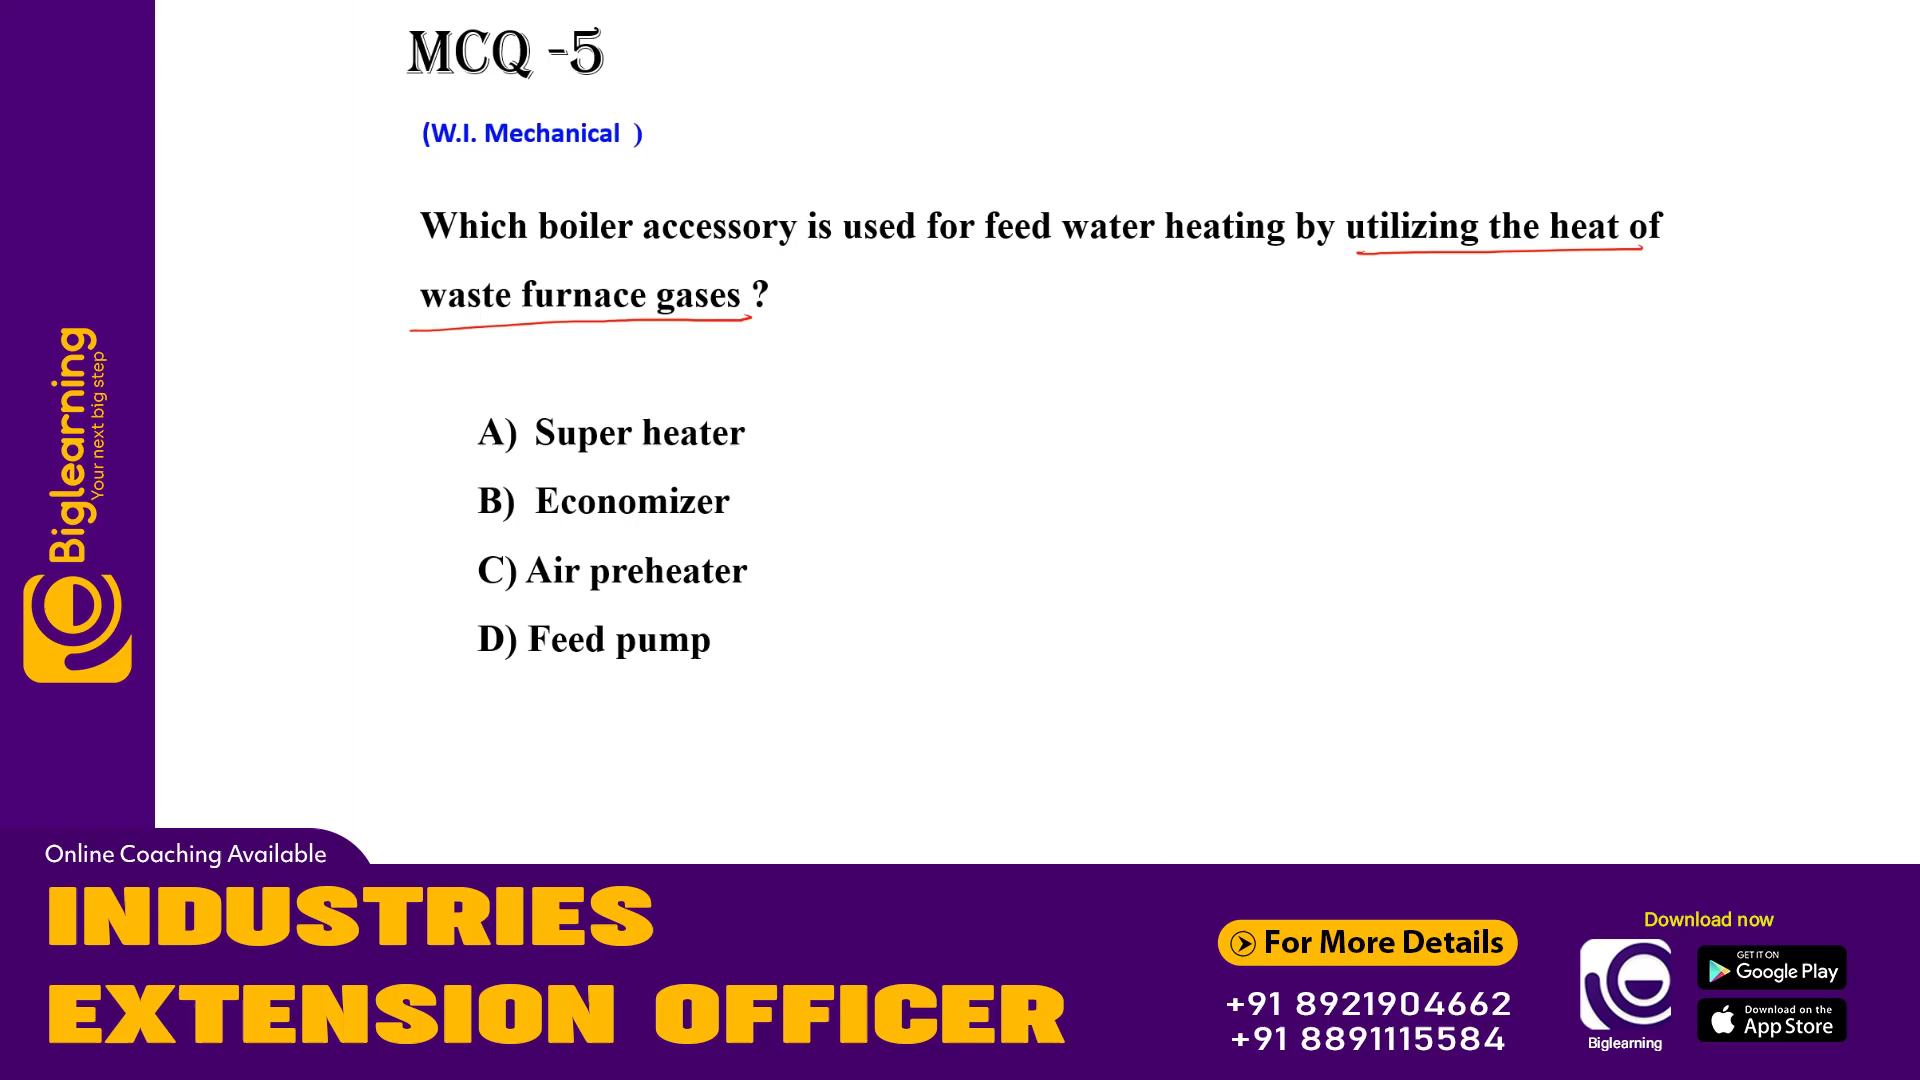 MCQ -5
(W.I. Mechanical )
Which boiler accessory is used for feed water heating by utilizing the heat of
waste furnace gases ?
A) Super heater
B) Economizer
C) Air preheater
D) Feed pump
Biglearning
Your next big step
Online Coaching Available
INDUSTRIES
EXTENSION OFFICER
For More Details
+91 8921904662
+91 8891115584
Download now
Biglearning
GET IT ON
Google Play
Download on the
App Store